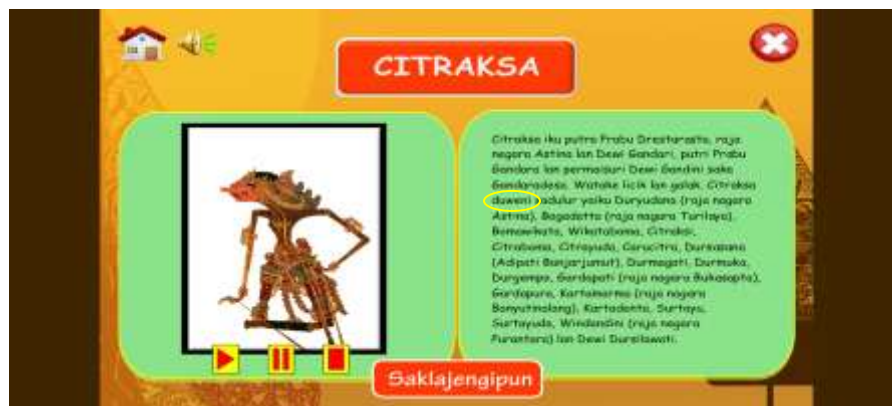 CITRAKSA
Citraksa iku putra Prabu Drestarasta, raja
negara Astina lan Dewi Gendari, putri Prabu
Gandara lan permaisuri Dewi Gandini saka
Gandaradesa. Watake licik lan galak. Citraksa
duweni sadulur yaiku Duryudana (raja nagara
Astina), Bogadatta (raja nagara Turilaya),
Bomawikata, Wikataboma, Citraksi,
Citraboma, Citrayuda, Carucitra, Dursasana
(Adipati Banjarjumut), Durmagati, Durmuka,
Durgempo, Gardapati (raja nagara Bukasapta),
Gardapura, Kartamarma (raja nagara
Banyutinalang), Kartadenta, Surtayu,
Surtayuda, Windandini (raja nagara
Purantara) lan Dewi Dursilawati.
Saklajengipun